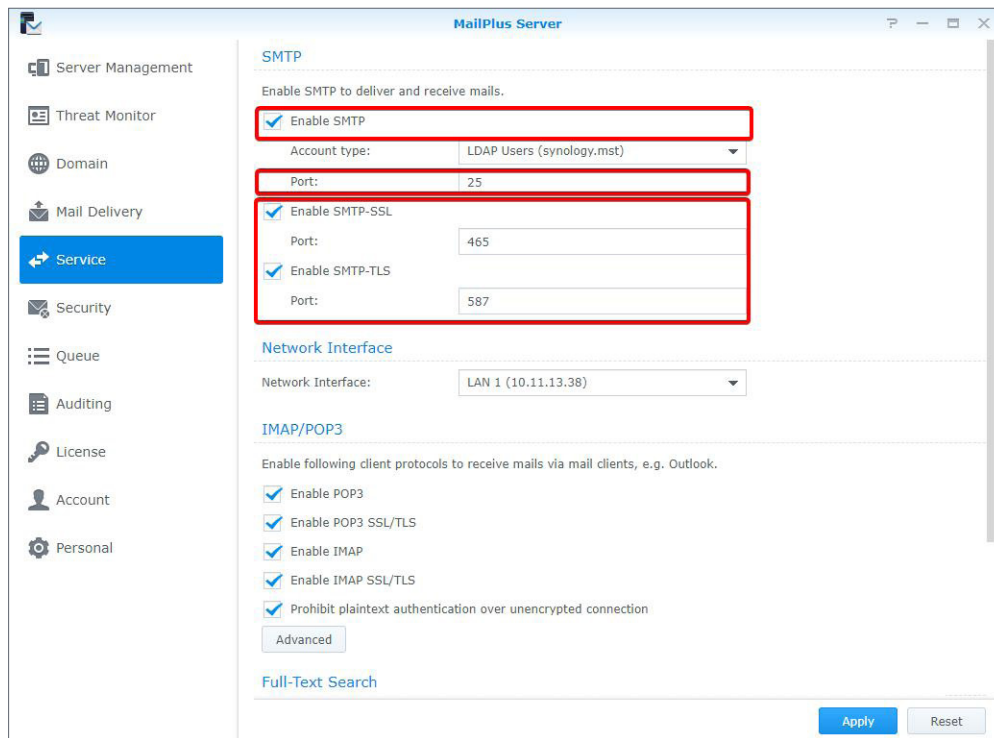 MailPlus Server
Server Management
Threat Monitor
Domain
Mail Delivery
Service
Security
Queue
Auditing
License
Account
Personal
SMTP
Enable SMTP to deliver and receive mails.
Enable SMTP
Account type: LDAP Users (synology.mst)
Port: 25
Enable SMTP-SSL
Port: 465
Enable SMTP-TLS
Port: 587
Network Interface
Network Interface: LAN 1 (10.11.13.38)
IMAP/POP3
Enable following client protocols to receive mails via mail clients, e.g. Outlook.
Enable POP3
Enable POP3 SSL/TLS
Enable IMAP
Enable IMAP SSL/TLS
Prohibit plaintext authentication over unencrypted connection
Advanced
Full-Text Search
Apply Reset